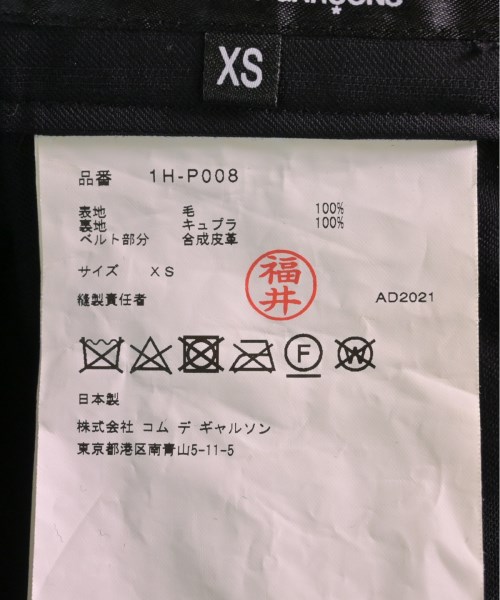 GARÇONS
XS
品番 1H-P008
表地 毛 100%
裏地 キュプラ 100%
ベルト部分 合成皮革
サイズ XS
福井
縫製責任者 AD2021
F W
日本製
株式会社 コム デ ギャルソン
東京都港区南青山5-11-5